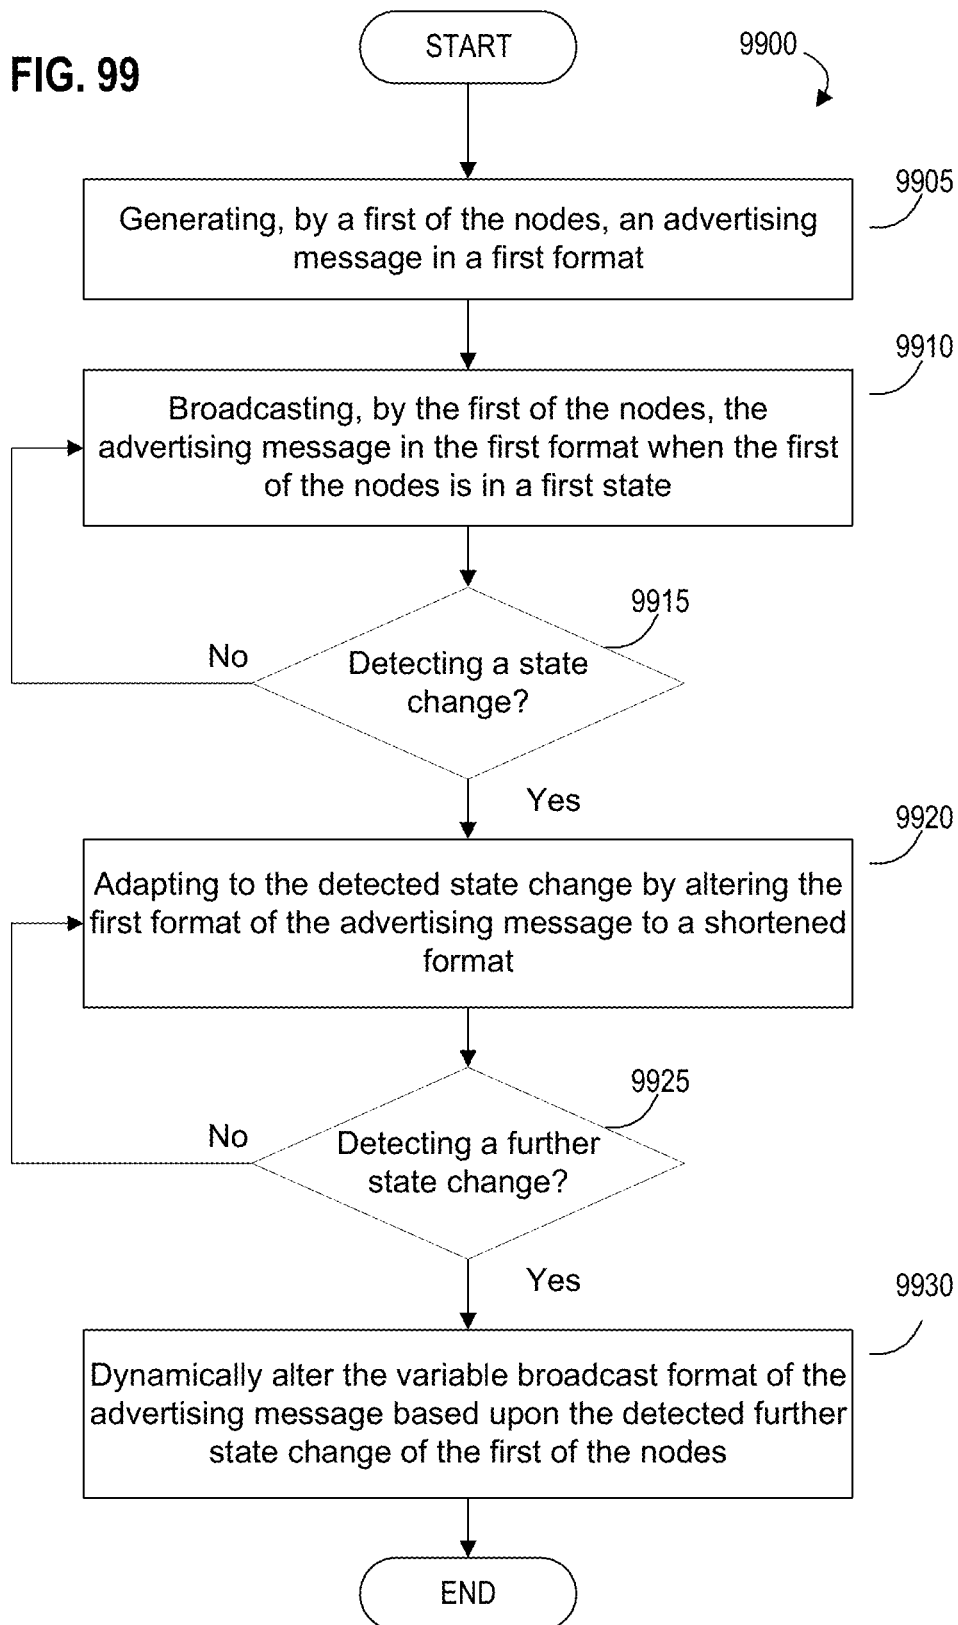 START
9900
FIG. 99
9905
Generating, by a first of the nodes, an advertising
message in a first format
9910
Broadcasting, by the first of the nodes, the
advertising message in the first format when the first
of the nodes is in a first state
9915
No
Detecting a state
change?
Yes
9920
Adapting to the detected state change by altering the
first format of the advertising message to a shortened
format
9925
No
Detecting a further
state change?
Yes
9930
Dynamically alter the variable broadcast format of the
advertising message based upon the detected further
state change of the first of the nodes
END